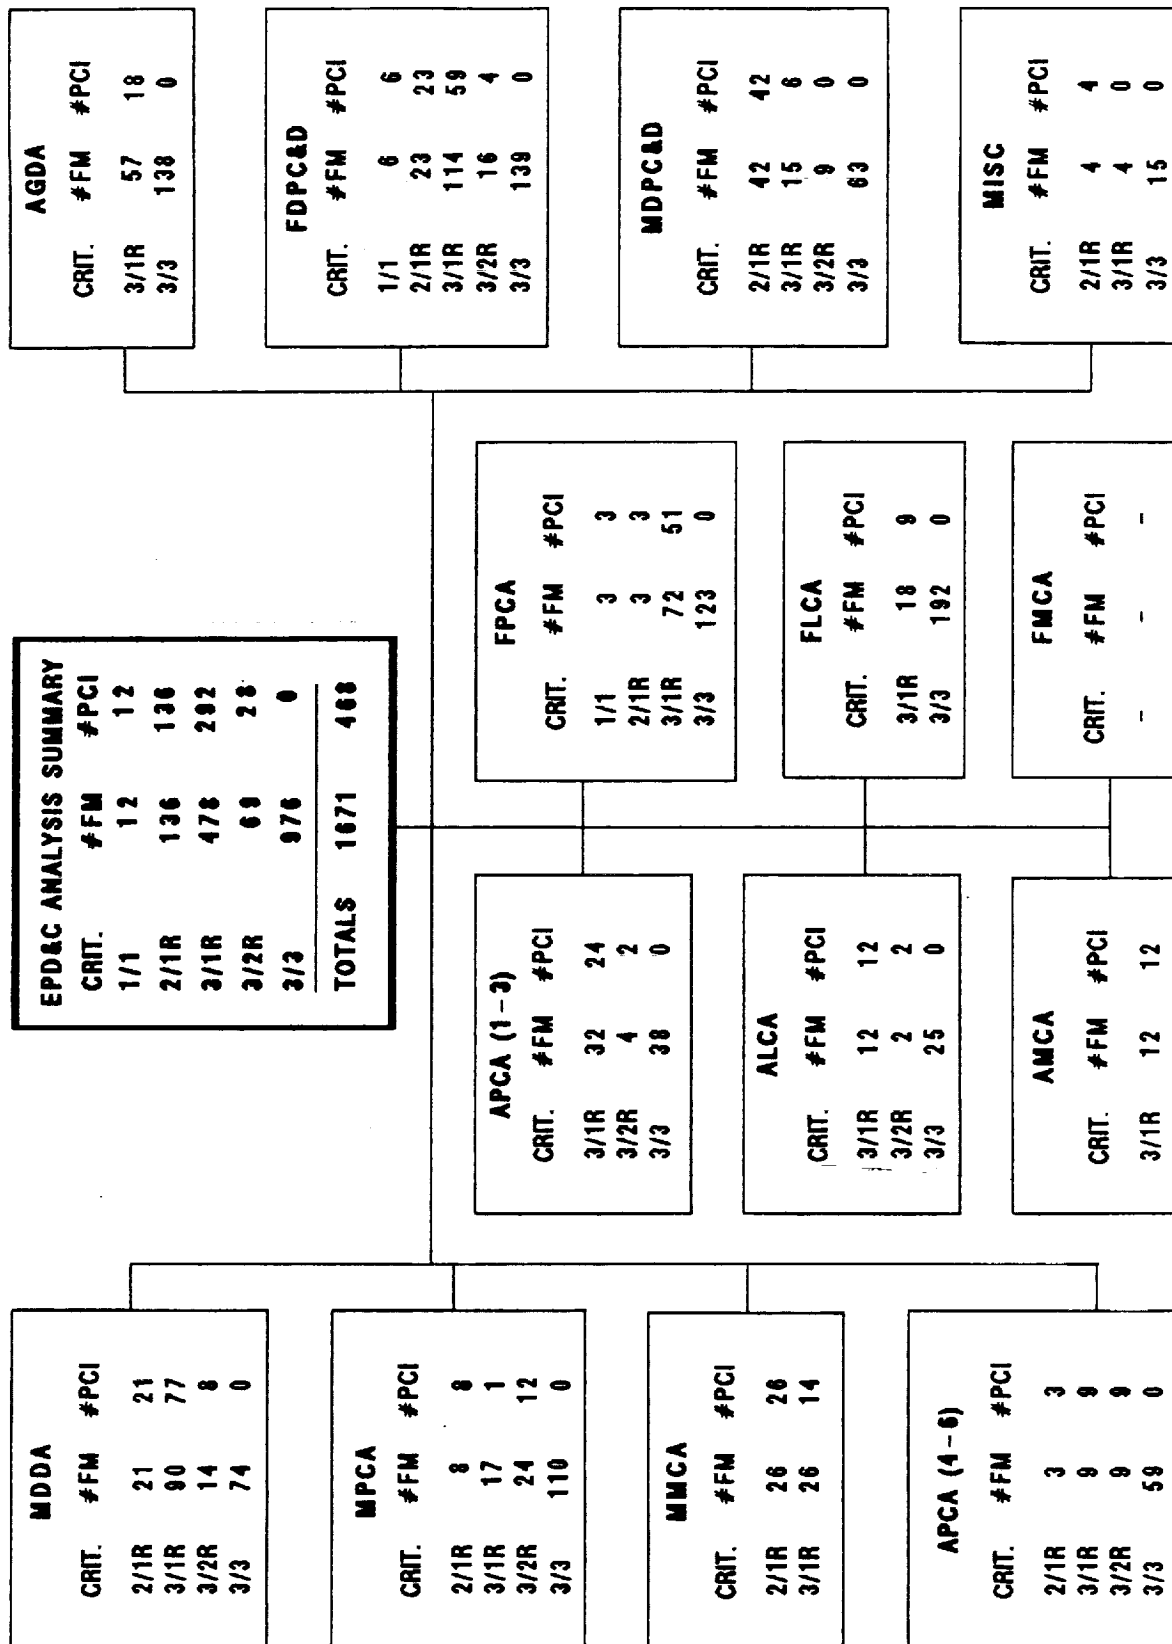 EPD&C ANALYSIS SUMMARY
CRIT. #FM #PCI
1/1 12 12
2/1R 136 136
3/1R 478 292
3/2R 69 28
3/3 976 0
TOTALS 1671 468
MDDA
CRIT. #FM #PCI
2/1R 21 21
3/1R 90 77
3/2R 14 8
3/3 74 0
MPCA
CRIT. #FM #PCI
2/1R 8 8
3/1R 17 1
3/2R 24 12
3/3 110 0
MMCA
CRIT. #FM #PCI
2/1R 26 26
3/1R 26 14
APCA (4-6)
CRIT. #FM #PCI
2/1R 3 3
3/1R 9 9
3/2R 9 9
3/3 59 0
APCA (1-3)
CRIT. #FM #PCI
3/1R 32 24
3/2R 4 2
3/3 38 0
ALCA
CRIT. #FM #PCI
3/1R 12 12
3/2R 2 2
3/3 25 0
AMCA
CRIT. #FM #PCI
3/1R 12 12
FPCA
CRIT. #FM #PCI
1/1 3 3
2/1R 3 3
3/1R 72 51
3/3 123 0
FLCA
CRIT. #FM #PCI
3/1R 18 9
3/3 192 0
FMCA
CRIT. #FM #PCI
- - -
AGDA
CRIT. #FM #PCI
3/1R 57 18
3/3 138 0
FDPC&D
CRIT. #FM #PCI
1/1 6 6
2/1R 23 23
3/1R 114 59
3/2R 16 4
3/3 139 0
MDPC&D
CRIT. #FM #PCI
2/1R 42 42
3/1R 15 6
3/2R 9 0
3/3 63 0
MISC
CRIT. #FM #PCI
2/1R 4 4
3/1R 4 0
3/3 15 0